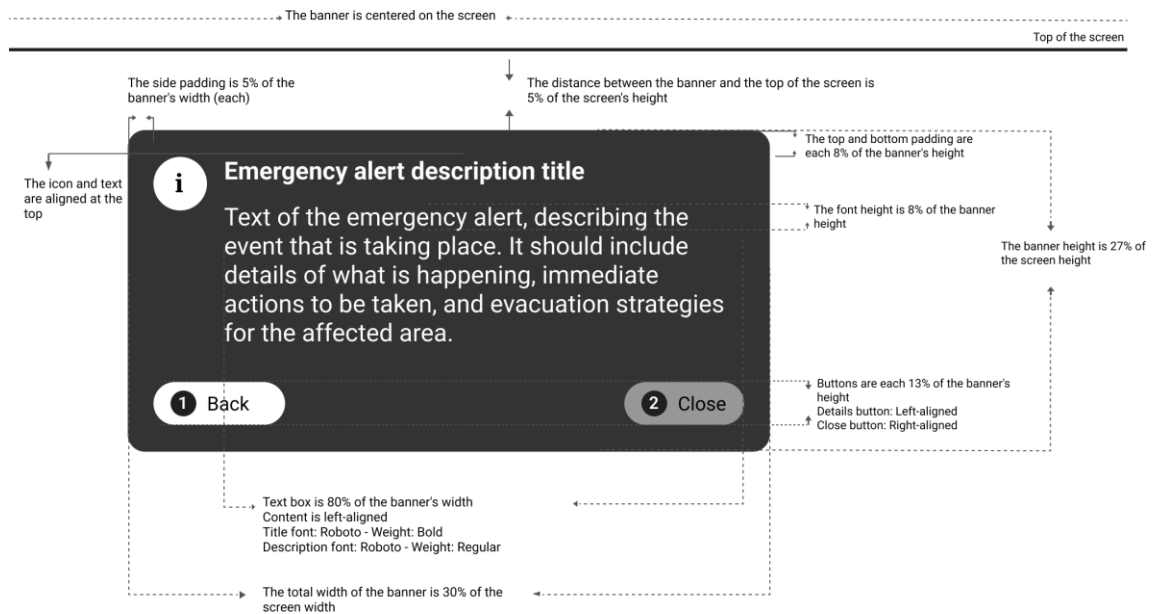 The banner is centered on the screen
Top of the screen
The side padding is 5% of the
banner's width (each)
The distance between the banner and the top of the screen is
5% of the screen's height
The top and bottom padding are
each 8% of the banner's height
The icon and text
are aligned at the
top
i
Emergency alert description title
Text of the emergency alert, describing the
event that is taking place. It should include
details of what is happening, immediate
actions to be taken, and evacuation strategies
for the affected area.
The font height is 8% of the banner
height
The banner height is 27% of
the screen height
1 Back
2 Close
Buttons are each 13% of the banner's
height
Details button: Left-aligned
Close button: Right-aligned
Text box is 80% of the banner's width
Content is left-aligned
Title font: Roboto - Weight: Bold
Description font: Roboto - Weight: Regular
The total width of the banner is 30% of the
screen width